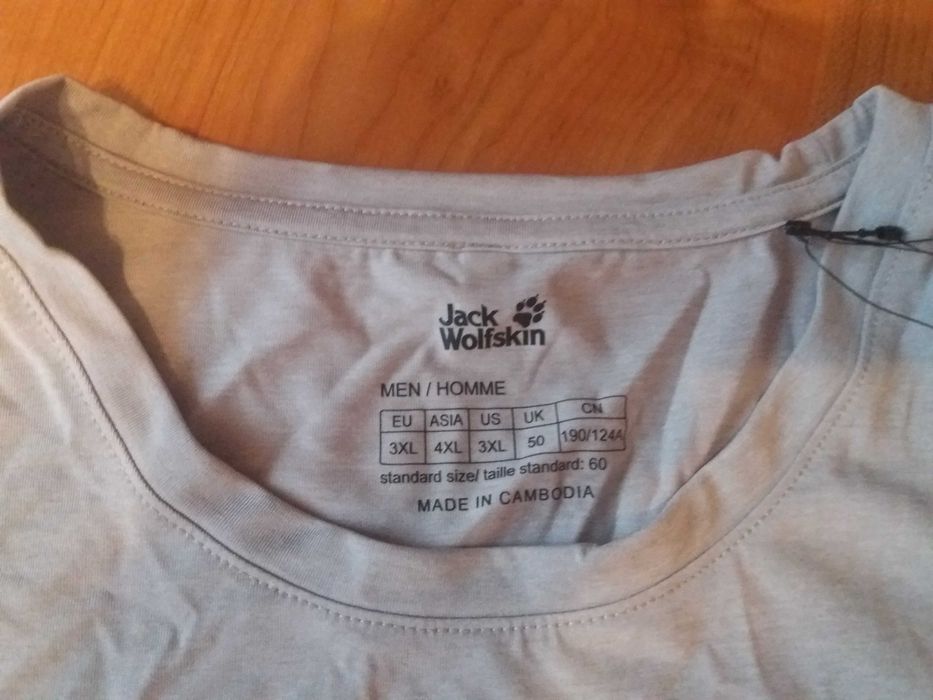 Jack
Wolfskin
MEN / HOMME
EU ASIA US UK CN
3XL 4XL 3XL 50 190/124A
standard size/ taille standard: 60
MADE IN CAMBODIA